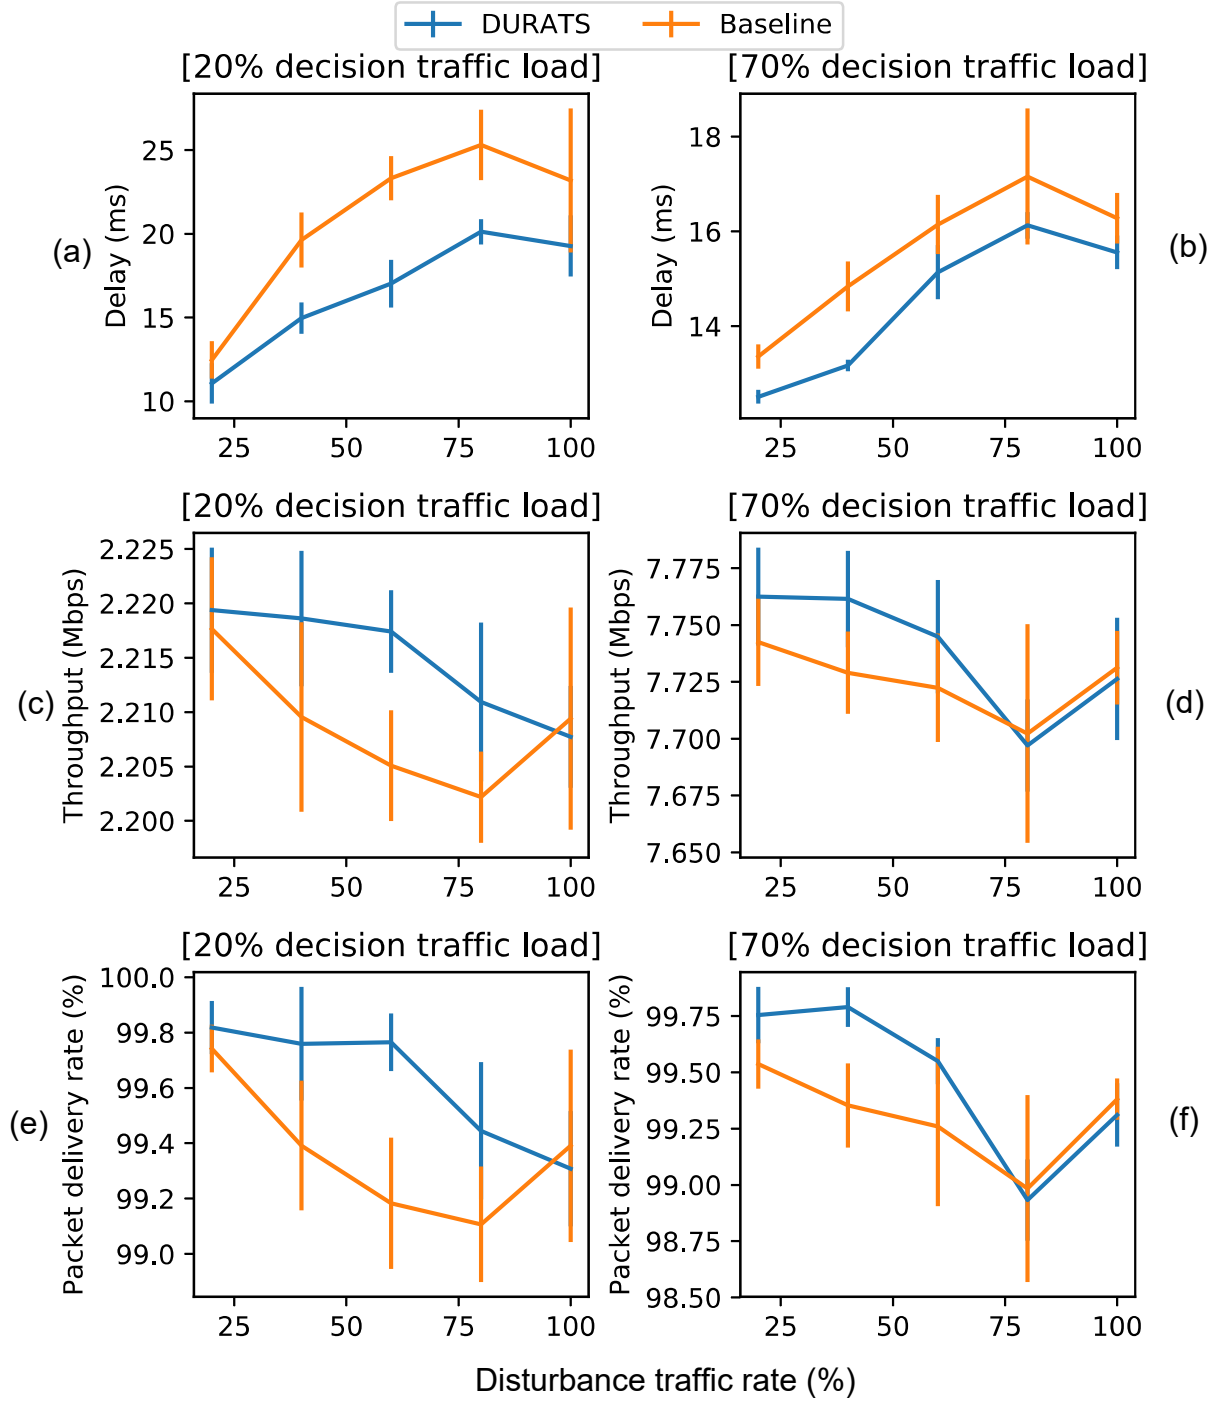 DURATS Baseline
[20% decision traffic load] [70% decision traffic load]
(a) Delay (ms) 25 20 15 10
25 50 75 100
Delay (ms) 18 16 14 (b)
25 50 75 100
[20% decision traffic load] [70% decision traffic load]
(c) Throughput (Mbps) 2.225 2.220 2.215 2.210 2.205 2.200
25 50 75 100
Throughput (Mbps) 7.775 7.750 7.725 7.700 7.675 7.650 (d)
25 50 75 100
[20% decision traffic load] [70% decision traffic load]
(e) Packet delivery rate (%) 100.0 99.8 99.6 99.4 99.2 99.0
25 50 75 100
Packet delivery rate (%) 99.75 99.50 99.25 99.00 98.75 98.50 (f)
25 50 75 100
Disturbance traffic rate (%)